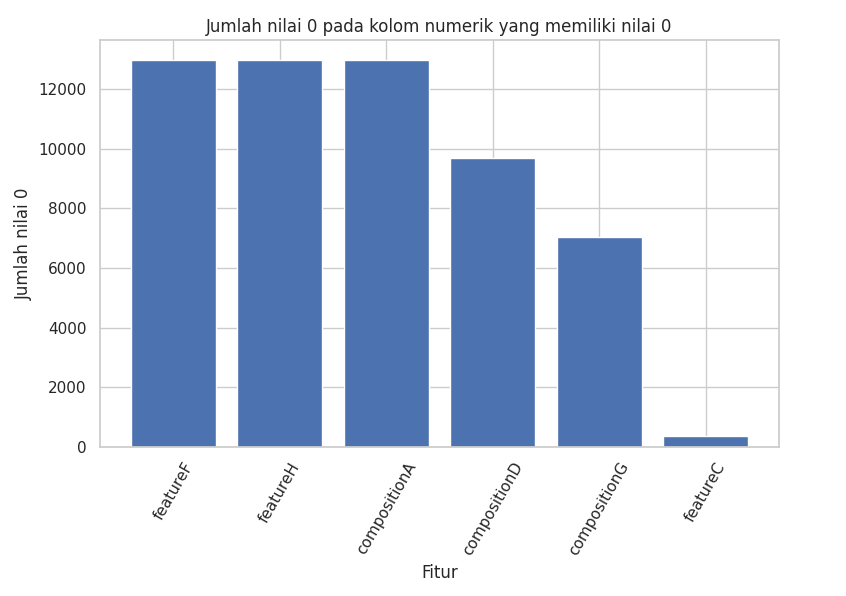 Jumlah nilai 0 pada kolom numerik yang memiliki nilai 0
Jumlah nilai 0
12000
10000
8000
6000
4000
2000
0
featureF
featureH
compositionA
compositionD
compositionG
featureC
Fitur